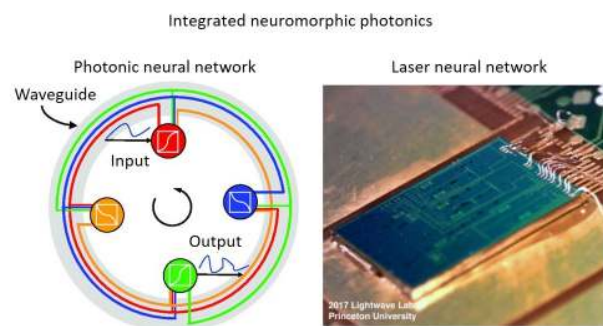 Integrated neuromorphic photonics
Photonic neural network
Laser neural network
Waveguide
Input
Output
2017 Lightwave Lab
Princeton University